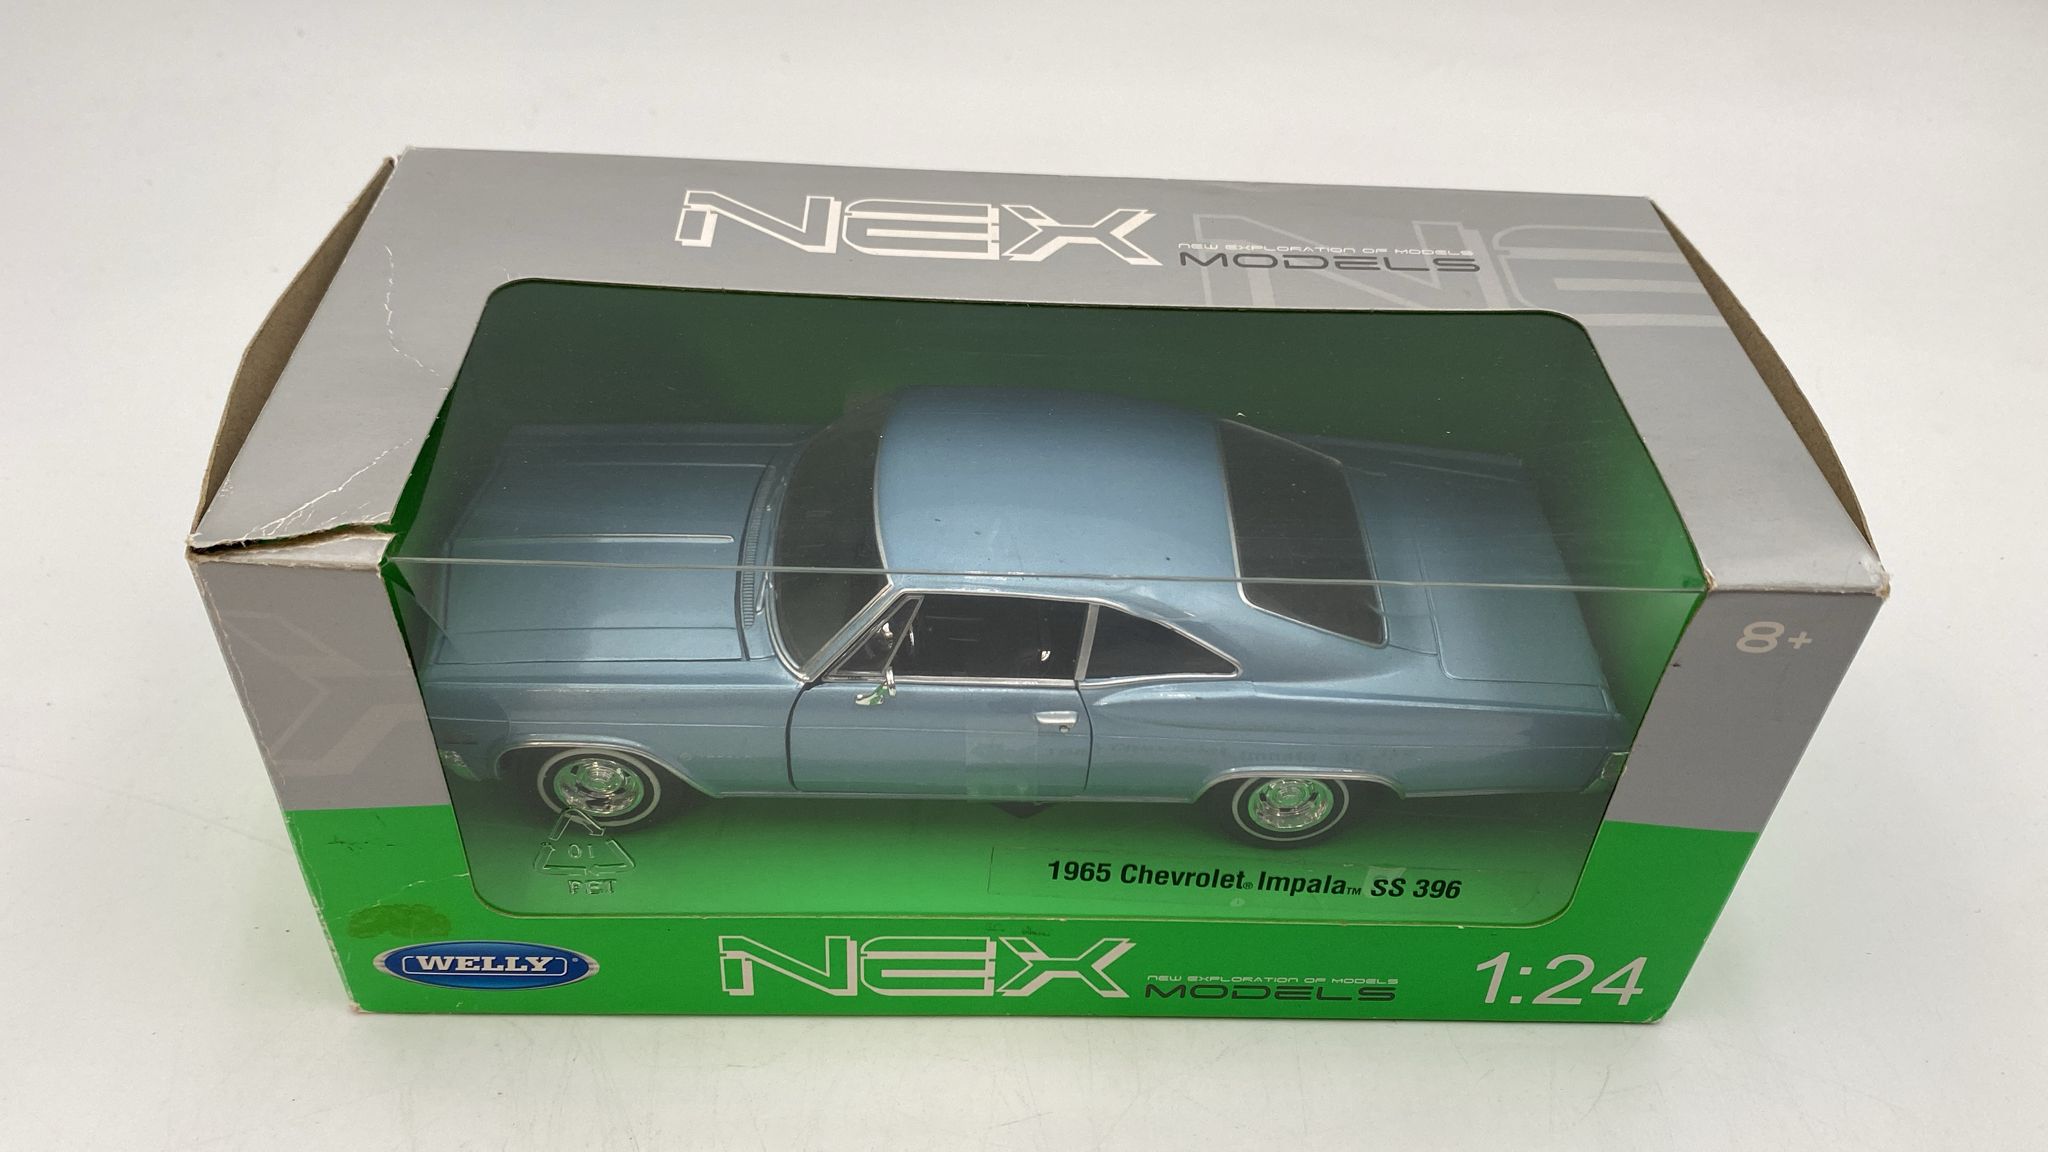 NEX
NEW EXPLORATION OF MODELS
MODELS
NE
8+
01
PET
1965 Chevrolet® Impala™ SS 396
WELLY
NEX
NEW EXPLORATION OF MODELS
MODELS
1:24